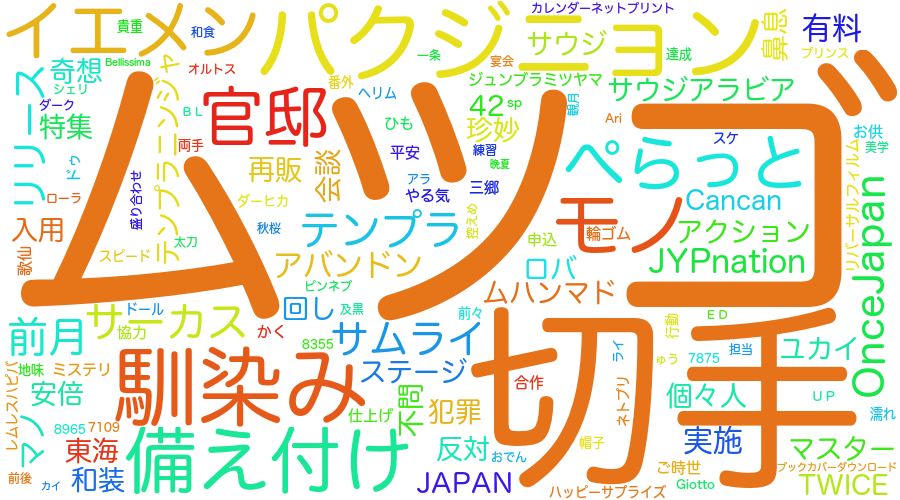 カレンダーネットプリント
イエメン
パクジニョン
貴重
和食
サウジ
鼻息
有料
一条
達成
プリンス
Bellissima
オルトス
宴会
奇想
シェリ
番外
ヘリム
ジュンブラミツヤマ
サウジアラビア
リリース
ダーク
特集
BL
官邸
42
sp
観月
ムツゴ
テンプラニンジャ
両手
ひも
珍妙
Ari
スケ
お供
美学
ドゥ
再販
会談
平安
練習
ぺらっと
晩夏
アラ
やる気
三郷
ローラ
盛り合わせ
ダーヒカ
Cancan
リバーサルフィルム
OnceJapan
入用
秋桜
テンプラ
控えめ
申込
モノ
輪ゴム
アクション
歌仙
スピード
太刀
アバンドン
ロバ
JYPnation
ピンネプ
ムハンマド
ドール
回し
及黒
前々
サーカス
協力
かく
前月
8355
サムライ
切手
ED
行動
ライ
担当
ユカイ
地味
ミステリ
馴染み
ステージ
合作
ゅう
7875
レムレスハピバ
安倍
不問
個々人
UP
マノ
8965
7109
仕上げ
犯罪
ネトプリ
濡れ
東海
備え付け
反対
おでん
帽子
実施
マスター
前後
カイ
和装
JAPAN
ご時世
ブックカバーダウンロード
ハッピーサプライズ
Giotto
TWICE